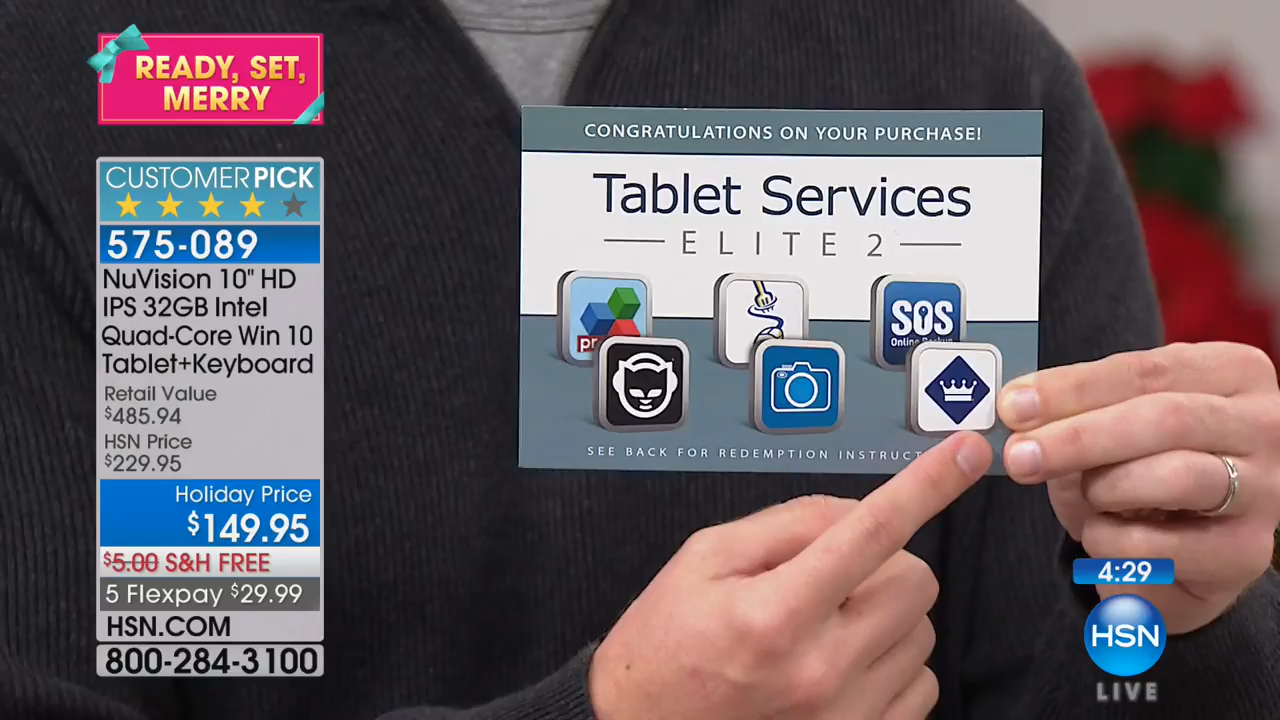 READY, SET,
MERRY
CUSTOMER PICK
575-089
NuVision 10" HD
IPS 32GB Intel
Quad-Core Win 10
Tablet+Keyboard
Retail Value
$485.94
HSN Price
$229.95
Holiday Price
$149.95
$5.00 S&H FREE
5 Flexpay $29.99
HSN.COM
800-284-3100
CONGRATULATIONS ON YOUR PURCHASE!
Tablet Services
ELITE 2
SOS
Online
SEE BACK FOR REDEMPTION
4:29
HSN
LIVE